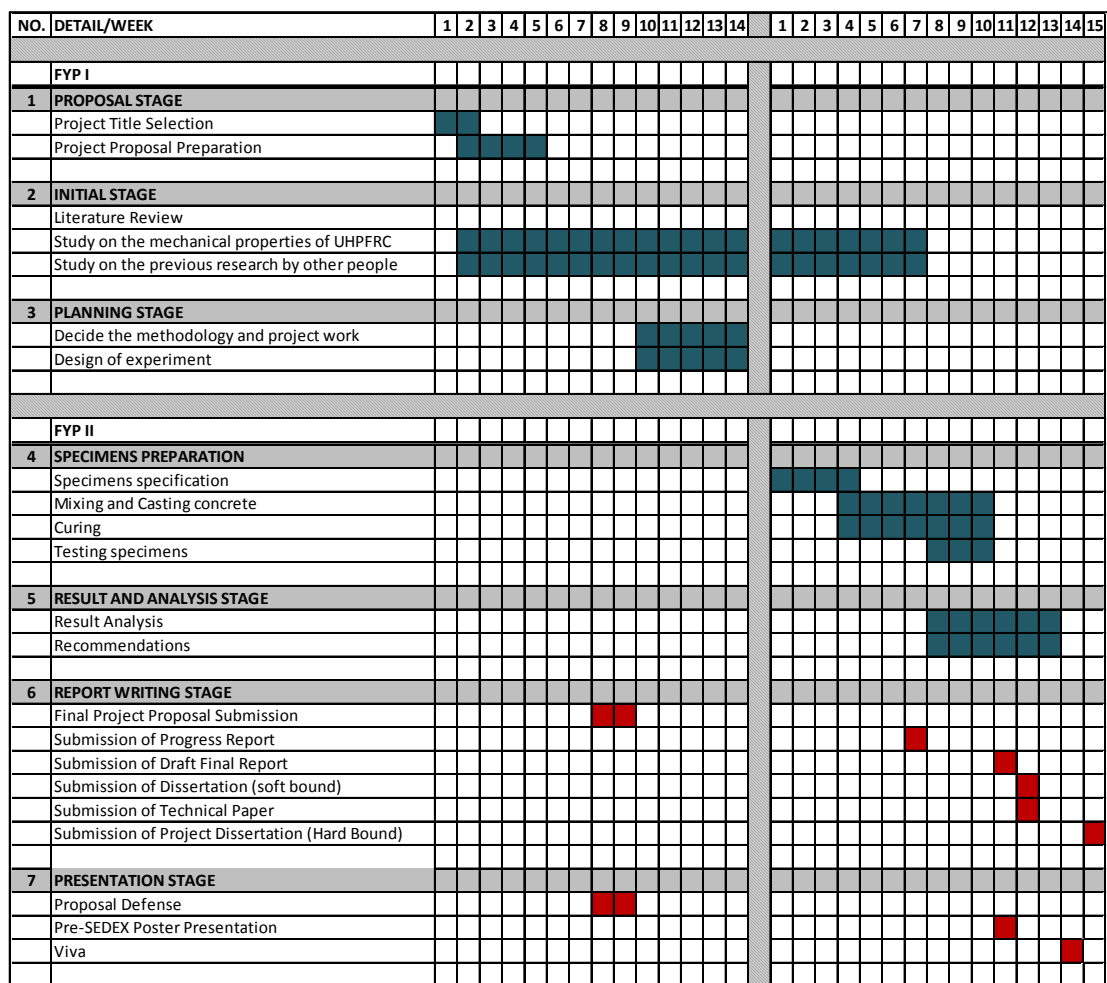 NO. DETAIL/WEEK 1 2 3 4 5 6 7 8 9 10 11 12 13 14 1 2 3 4 5 6 7 8 9 10 11 12 13 14 15
FYP I
1 PROPOSAL STAGE
Project Title Selection
Project Proposal Preparation
2 INITIAL STAGE
Literature Review
Study on the mechanical properties of UHPFRC
Study on the previous research by other people
3 PLANNING STAGE
Decide the methodology and project work
Design of experiment
FYP II
4 SPECIMENS PREPARATION
Specimens specification
Mixing and Casting concrete
Curing
Testing specimens
5 RESULT AND ANALYSIS STAGE
Result Analysis
Recommendations
6 REPORT WRITING STAGE
Final Project Proposal Submission
Submission of Progress Report
Submission of Draft Final Report
Submission of Dissertation (soft bound)
Submission of Technical Paper
Submission of Project Dissertation (Hard Bound)
7 PRESENTATION STAGE
Proposal Defense
Pre-SEDEX Poster Presentation
Viva